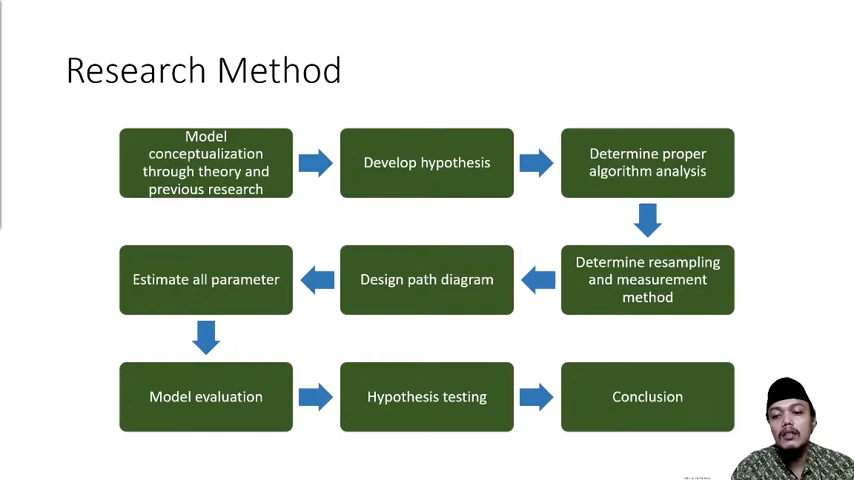 Research Method
Model
conceptualization
through theory and
previous research
Develop hypothesis
Determine proper
algorithm analysis
Determine resampling
and measurement
method
Design path diagram
Estimate all parameter
Model evaluation
Hypothesis testing
Conclusion